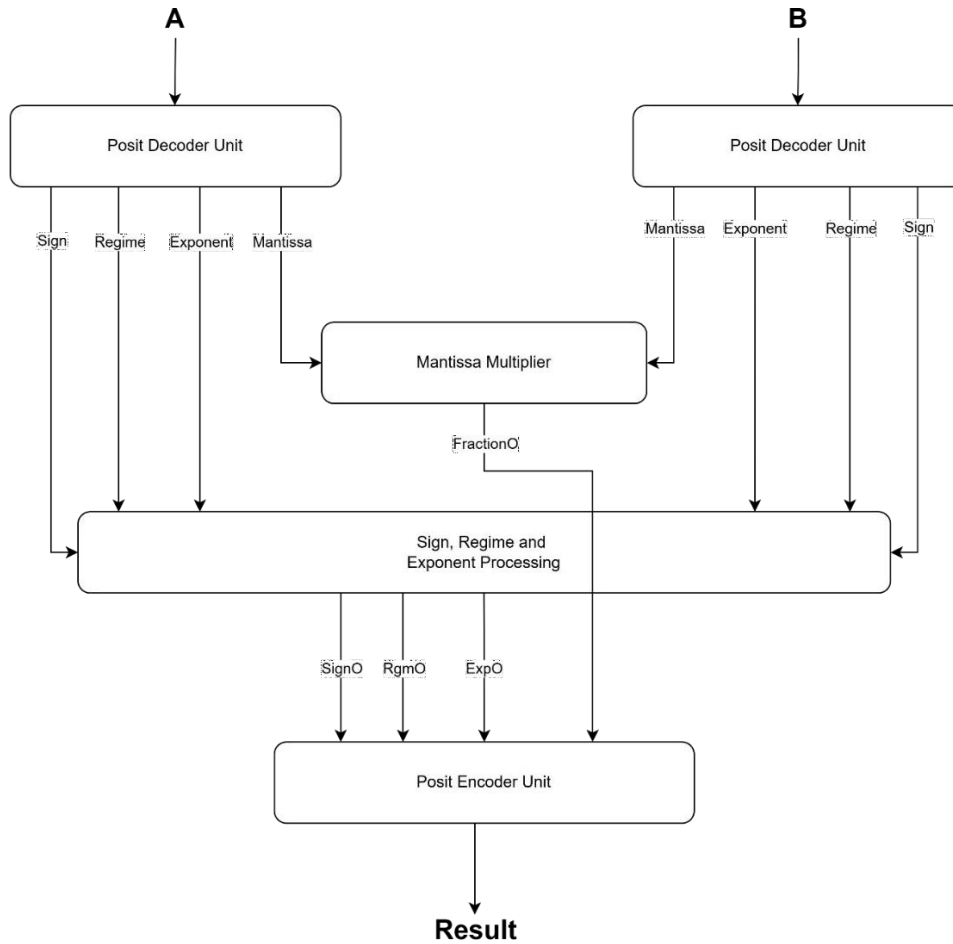 A
B
Posit Decoder Unit
Posit Decoder Unit
Sign
Regime
Exponent
Mantissa
Mantissa
Exponent
Regime
Sign
Mantissa Multiplier
FractionO
Sign, Regime and
Exponent Processing
SignO
RgmO
ExpO
Posit Encoder Unit
Result